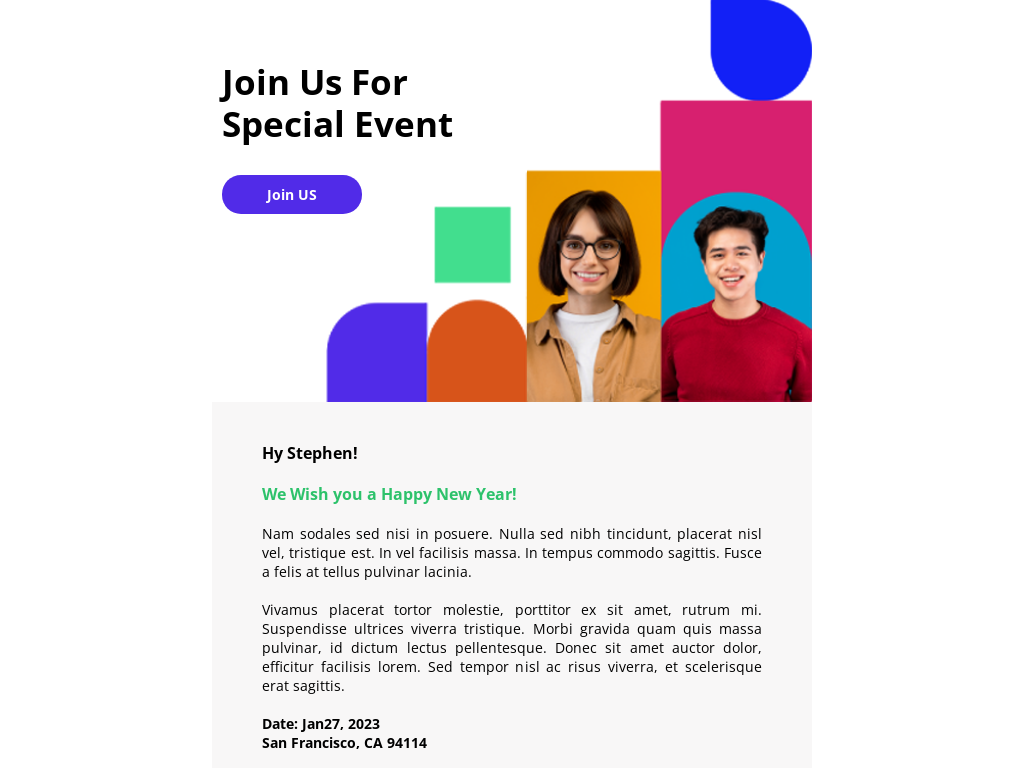 Join Us For
Special Event
Join US
Hy Stephen!
We Wish you a Happy New Year!
Nam sodales sed nisi in posuere. Nulla sed nibh tincidunt, placerat nisl
vel, tristique est. In vel facilisis massa. In tempus commodo sagittis. Fusce
a felis at tellus pulvinar lacinia.
Vivamus placerat tortor molestie, porttitor ex sit amet, rutrum mi.
Suspendisse ultrices viverra tristique. Morbi gravida quam quis massa
pulvinar, id dictum lectus pellentesque. Donec sit amet auctor dolor,
efficitur facilisis lorem. Sed tempor nisl ac risus viverra, et scelerisque
erat sagittis.
Date: Jan27, 2023
San Francisco, CA 94114